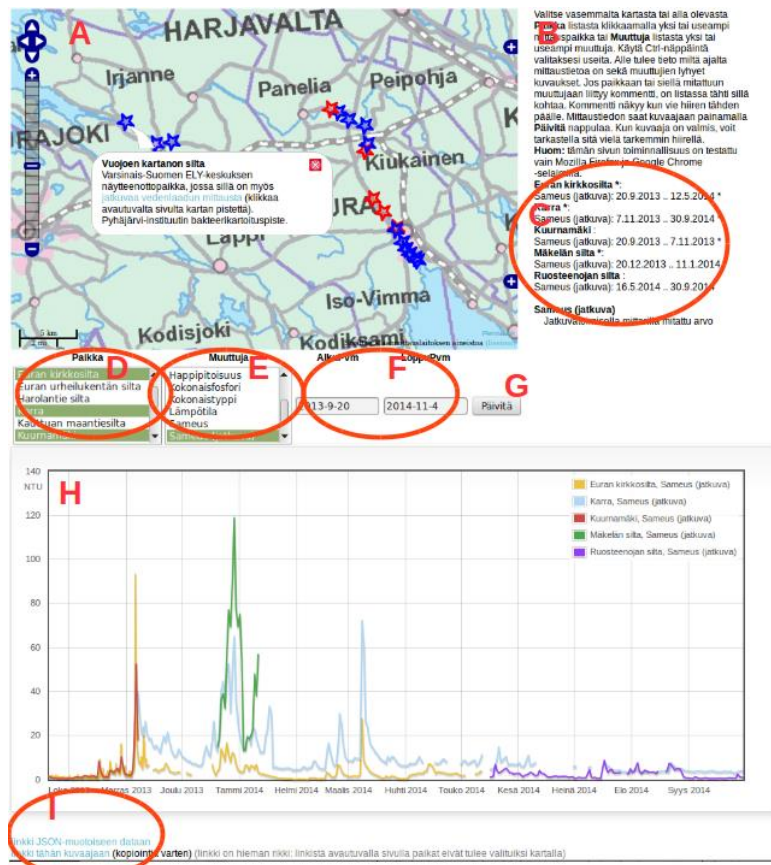 A
HARJAVALTA
Irjanne
Panelia
Peipohja
RAJOKI
Kiukainen
Vuojoen kartanon silta
Varsinais-Suomen ELY-keskuksen
näytteenottopaikka, jossa sillä on myös
jatkuvaa vedenlaadun mittausta (klikkaa
avautuvalta sivulta kartan pistettä).
Pyhäjärvi-instituutin bakteerikartoituspiste.
URA
Lappi
Iso-Vimma
Kodisjoki
Kodiksami
5 km
2 mi
B
Valitse vasemmalta kartasta tai alla olevasta
Paikka listasta klikkaamalla yksi tai useampi
mittauspaikka tai Muuttuja listasta yksi tai
useampi muuttuja. Käytä Ctrl-näppäintä
valitaksesi useita. Alle tulee tieto miltä ajalta
mittaustietoa on sekä muuttujien lyhyet
kuvaukset. Jos paikkaan tai siellä mitattuun
muuttujaan liittyy kommentti, on listassa tähti sillä
kohtaa. Kommentti näkyy kun vie hiiren tähden
päälle. Mittaustiedon saat kuvaajaan painamalla
Päivitä nappulaa. Kun kuvaaja on valmis, voit
tarkastella sitä vielä tarkemmin hiirellä.
Huom: tämän sivun toiminnallisuus on testattu
vain Mozilla Firefox ja Google Chrome
-selaimilla.
C
Euran kirkkosilta *:
Sameus (jatkuva): 20.9.2013 .. 12.5.2014 *
Karra *:
Sameus (jatkuva): 7.11.2013 .. 30.9.2014 *
Kuurnamäki :
Sameus (jatkuva): 20.9.2013 .. 7.11.2013 *
Mäkelän silta *:
Sameus (jatkuva): 20.12.2013 .. 11.1.2014
Ruosteenojan silta :
Sameus (jatkuva): 16.5.2014 .. 30.9.2014
Sameus (jatkuva)
Jatkuvatoimisella mittarilla mitattu arvo
Paikka
D
Euran kirkkosilta
Euran urheilukentän silta
Harolantie silta
Karra
Kauttuan maantiesilta
Kuurnamäki
Muuttuja
E
Happipitoisuus
Kokonaisfosfori
Kokonaistyppi
Lämpötila
Sameus
Sameus (jatkuva)
AlkuPvm
LoppuPvm
F
2013-9-20
2014-11-4
G
Päivitä
H
140
NTU
120
100
80
60
40
20
0
Euran kirkkosilta, Sameus (jatkuva)
Karra, Sameus (jatkuva)
Kuurnamäki, Sameus (jatkuva)
Mäkelän silta, Sameus (jatkuva)
Ruosteenojan silta, Sameus (jatkuva)
Loka 2013 Marras 2013 Joulu 2013 Tammi 2014 Helmi 2014 Maalis 2014 Huhti 2014 Touko 2014 Kesä 2014 Heinä 2014 Elo 2014 Syys 2014
I
linkki JSON-muotoiseen dataan
linkki tähän kuvaajaan (kopiointia varten) (linkki on hieman rikki: linkistä avautuvalla sivulla paikat eivät tule valituiksi kartalla)